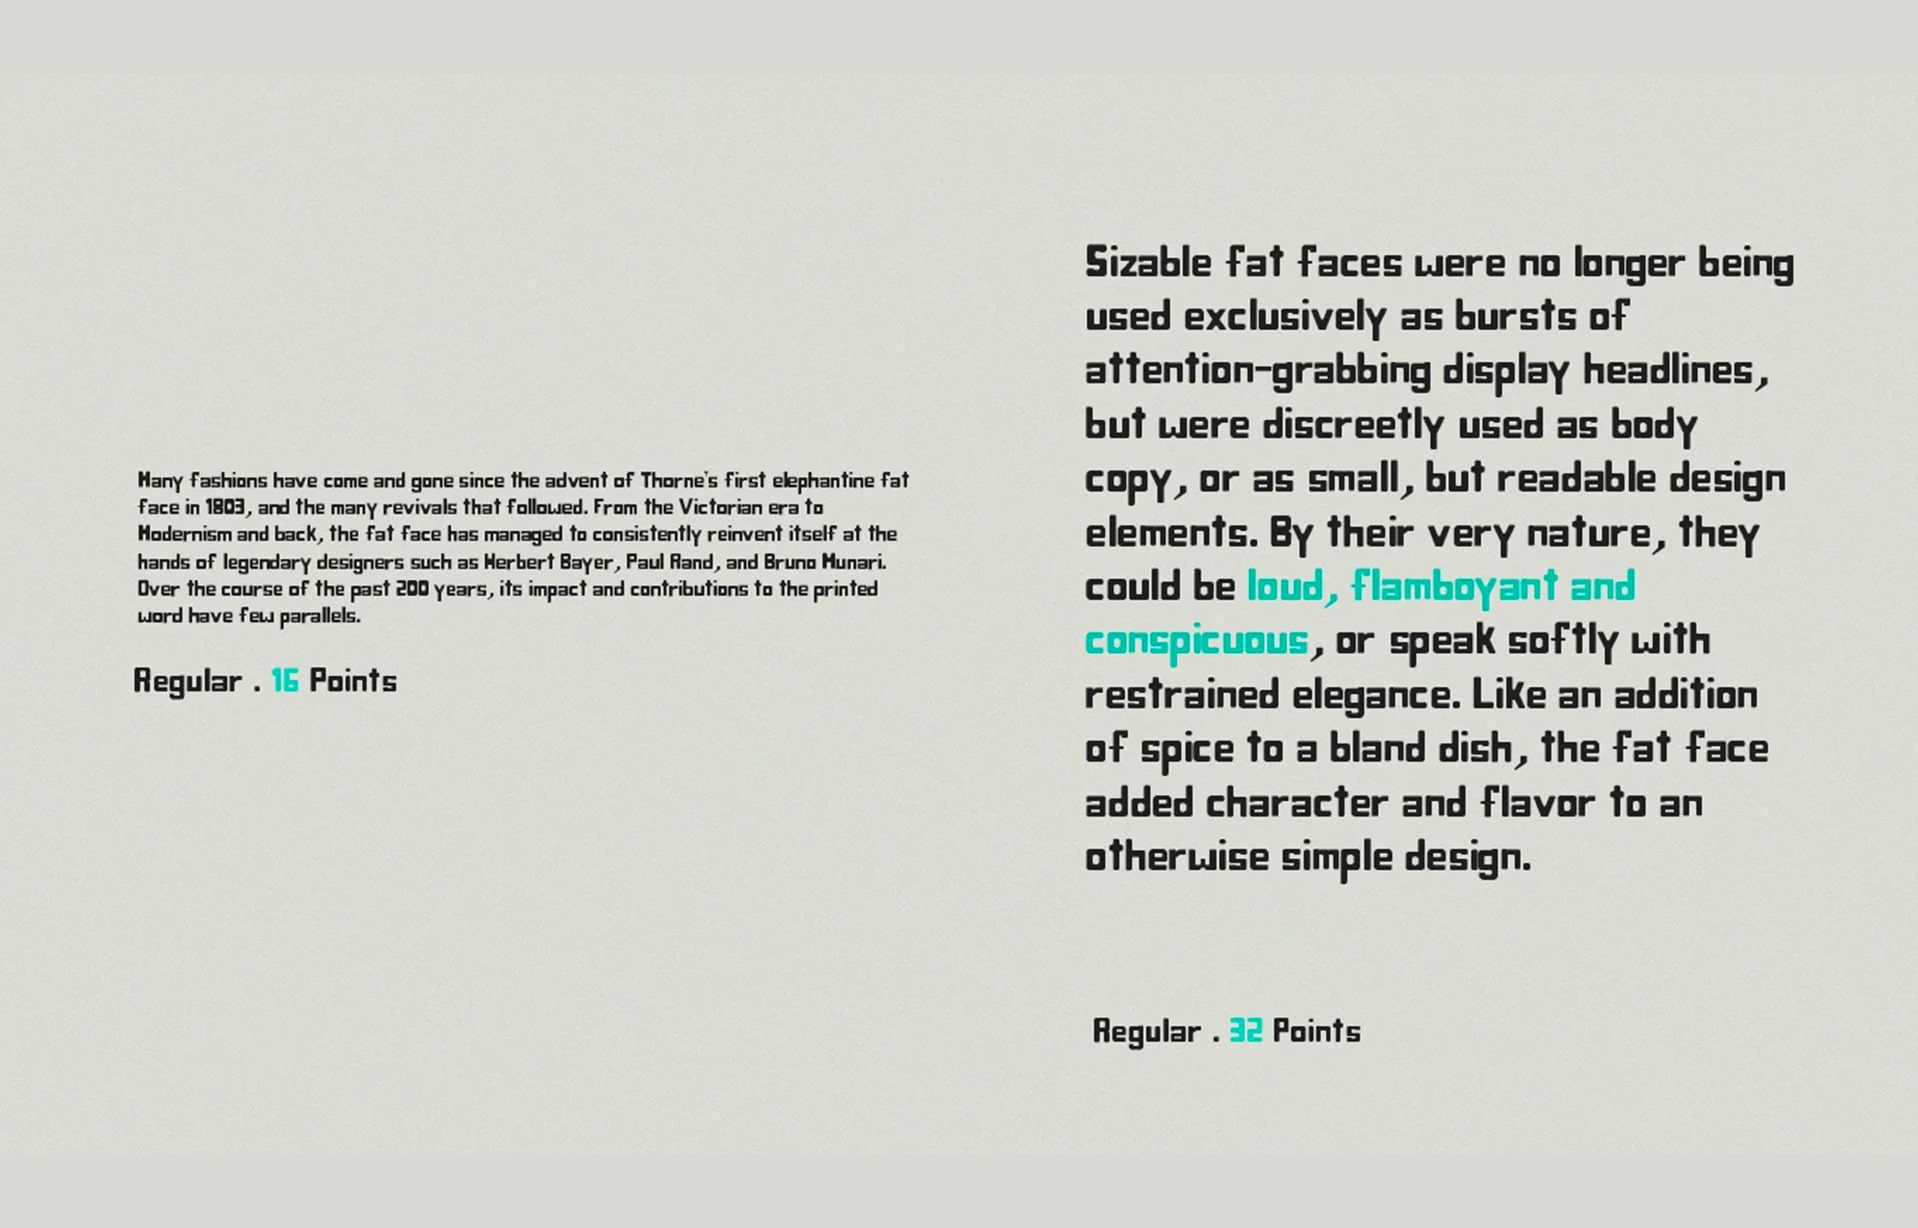 Many fashions have come and gone since the advent of Thorne's first elephantine fat
face in 1803, and the many revivals that followed. From the Victorian era to
Modernism and back, the fat face has managed to consistently reinvent itself at the
hands of legendary designers such as Herbert Bayer, Paul Rand, and Bruno Munari.
Over the course of the past 200 years, its impact and contributions to the printed
word have few parallels.
Regular . 16 Points
Sizable fat faces were no longer being
used exclusively as bursts of
attention-grabbing display headlines,
but were discreetly used as body
copy, or as small, but readable design
elements. By their very nature, they
could be loud, flamboyant and
conspicuous, or speak softly with
restrained elegance. Like an addition
of spice to a bland dish, the fat face
added character and flavor to an
otherwise simple design.
Regular . 32 Points